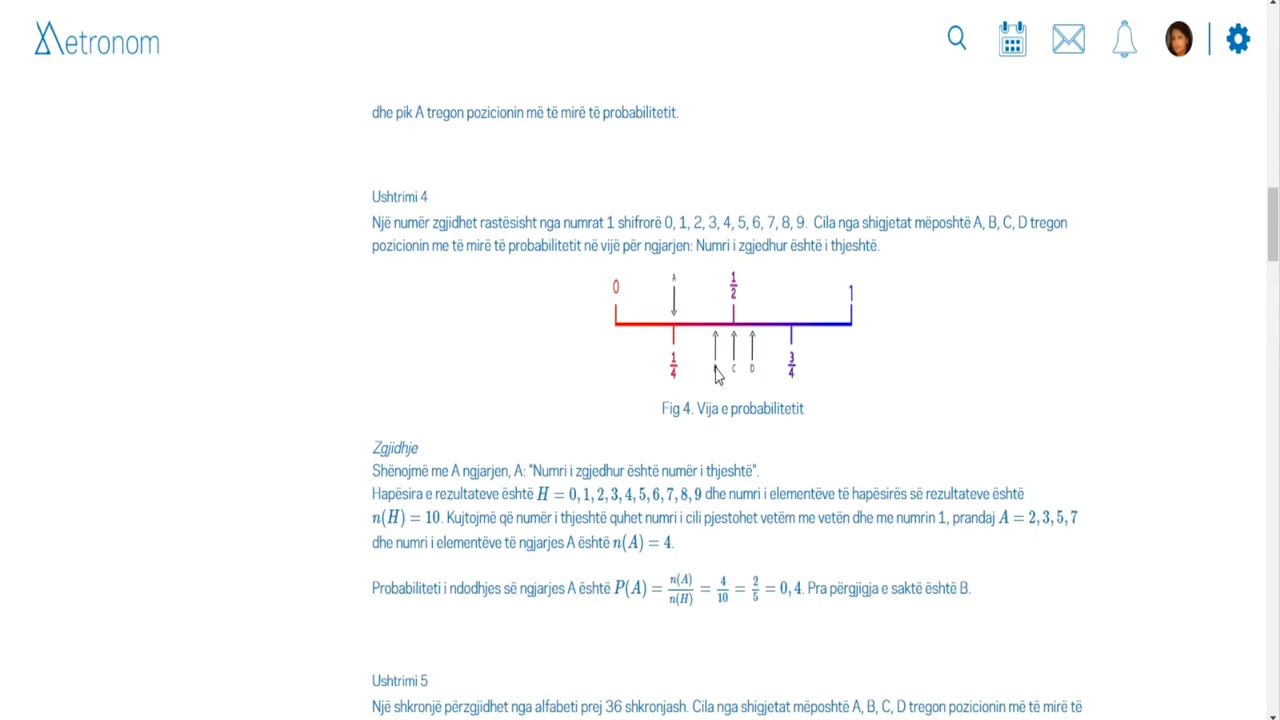 Metronom
dhe pik A tregon pozicionin më të mirë të probabilitetit.
Ushtrimi 4
Një numër zgjidhet rastësisht nga numrat 1 shifrorë 0, 1, 2, 3, 4, 5, 6, 7, 8, 9. Cila nga shigjetat mëposhtë A, B, C, D tregon
pozicionin me të mirë të probabilitetit në vijë për ngjarjen: Numri i zgjedhur është i thjeshtë.
0 A 1/2 1
1/4 C D 3/4
Fig 4. Vija e probabilitetit
Zgjidhje
Shënojmë me A ngjarjen, A: "Numri i zgjedhur është numër i thjeshtë".
Hapësira e rezultateve është H = 0, 1, 2, 3, 4, 5, 6, 7, 8, 9 dhe numri i elementëve të hapësirës së rezultateve është
n(H) = 10. Kujtojmë që numër i thjeshtë quhet numri i cili pjestohet vetëm me vetën dhe me numrin 1, prandaj A = 2, 3, 5, 7
dhe numri i elementëve të ngjarjes A është n(A) = 4.
Probabiliteti i ndodhjes së ngjarjes A është P(A) = n(A)/n(H) = 4/10 = 2/5 = 0, 4. Pra përgjigja e saktë është B.
Ushtrimi 5
Një shkronjë përzgjidhet nga alfabeti prej 36 shkronjash. Cila nga shigjetat mëposhtë A, B, C, D tregon pozicionin më të mirë të